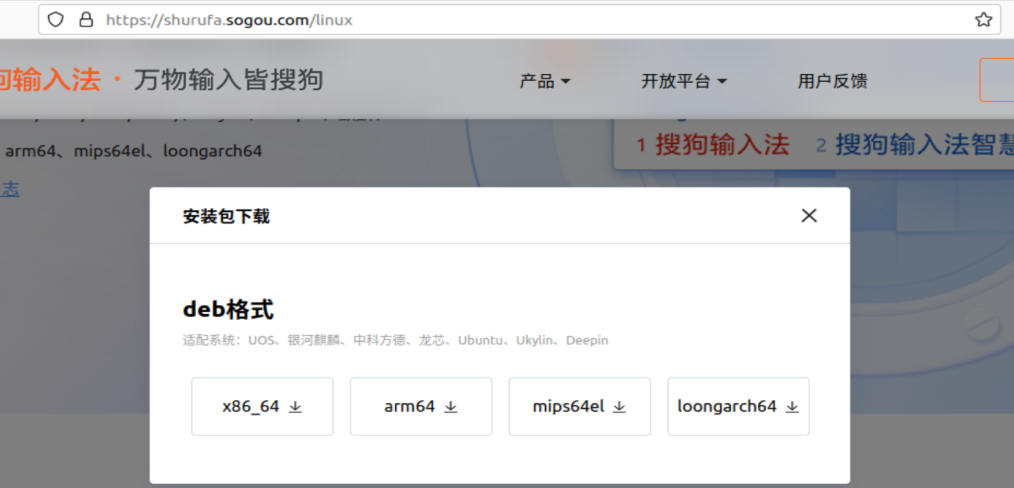 https://shurufa.sogou.com/linux
输入法 · 万物输入皆搜狗
产品
开放平台
用户反馈
arm64、mips64el、loongarch64
志
1 搜狗输入法 2 搜狗输入法智慧
安装包下载
deb格式
适配系统：UOS、银河麒麟、中科方德、龙芯、Ubuntu、Ukylin、Deepin
x86_64
arm64
mips64el
loongarch64